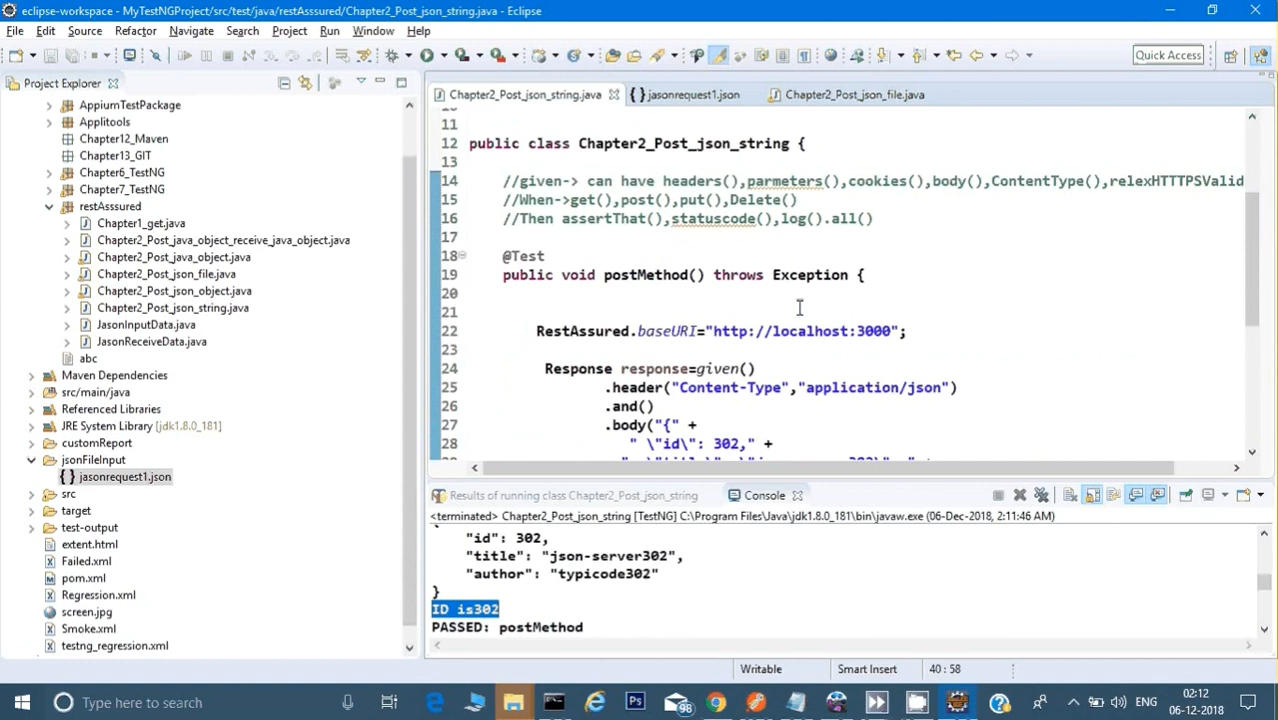 eclipse-workspace - MyTestNGProject/src/test/java/restAsssured/Chapter2_Post_json_string.java - Eclipse
File Edit Source Refactor Navigate Search Project Run Window Help
Quick Access
Project Explorer
AppiumTestPackage
Applitools
Chapter12_Maven
Chapter13_GIT
Chapter6_TestNG
Chapter7_TestNG
restAsssured
Chapter1_get.java
Chapter2_Post_java_object_receive_java_object.java
Chapter2_Post_java_object.java
Chapter2_Post_json_file.java
Chapter2_Post_json_object.java
Chapter2_Post_json_string.java
JasonInputData.java
JasonReceiveData.java
abc
Maven Dependencies
src/main/java
Referenced Libraries
JRE System Library [jdk1.8.0_181]
customReport
jsonFileInput
jasonrequest1.json
src
target
test-output
extent.html
Failed.xml
pom.xml
Regression.xml
screen.jpg
Smoke.xml
testng_regression.xml
Chapter2_Post_json_string.java jasonrequest1.json Chapter2_Post_json_file.java
11
12 public class Chapter2_Post_json_string {
13
14 //given-> can have headers(),parmeters(),cookies(),body(),ContentType(),relexHTTTPSValid
15 //When->get(),post(),put(),Delete()
16 //Then assertThat(),statuscode(),log().all()
17
18 @Test
19 public void postMethod() throws Exception {
20
21
22 RestAssured.baseURI="http://localhost:3000";
23
24 Response response=given()
25 .header("Content-Type","application/json")
26 .and()
27 .body("{" +
28 " \"id\": 302," +
Results of running class Chapter2_Post_json_string Console
<terminated> Chapter2_Post_json_string [TestNG] C:\Program Files\Java\jdk1.8.0_181\bin\javaw.exe (06-Dec-2018, 2:11:46 AM)
{
"id": 302,
"title": "json-server302",
"author": "typicode302"
}
ID is302
PASSED: postMethod
Writable Smart Insert 40 : 58
Type here to search
98
ENG
02:12
06-12-2018